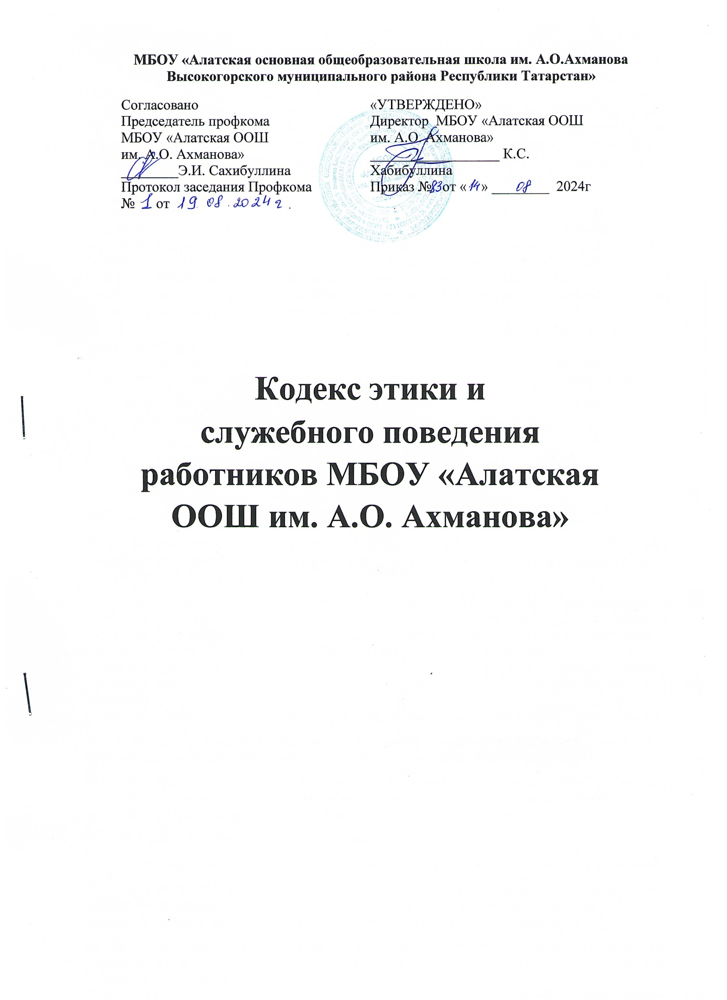 МБОУ «Алатская основная общеобразовательная школа им. А.О.Ахманова
Высокогорского муниципального района Республики Татарстан»
Согласовано
Председатель профкома
МБОУ «Алатская ООШ
им. А.О. Ахманова»
________Э.И. Сахибуллина
Протокол заседания Профкома
№ 1 от 19.08.2024г.
«УТВЕРЖДЕНО»
Директор МБОУ «Алатская ООШ
им. А.О. Ахманова»
__________________ К.С.
Хабибуллина
Приказ №83от «14» ___08___ 2024г
Кодекс этики и
служебного поведения
работников МБОУ «Алатская
ООШ им. А.О. Ахманова»